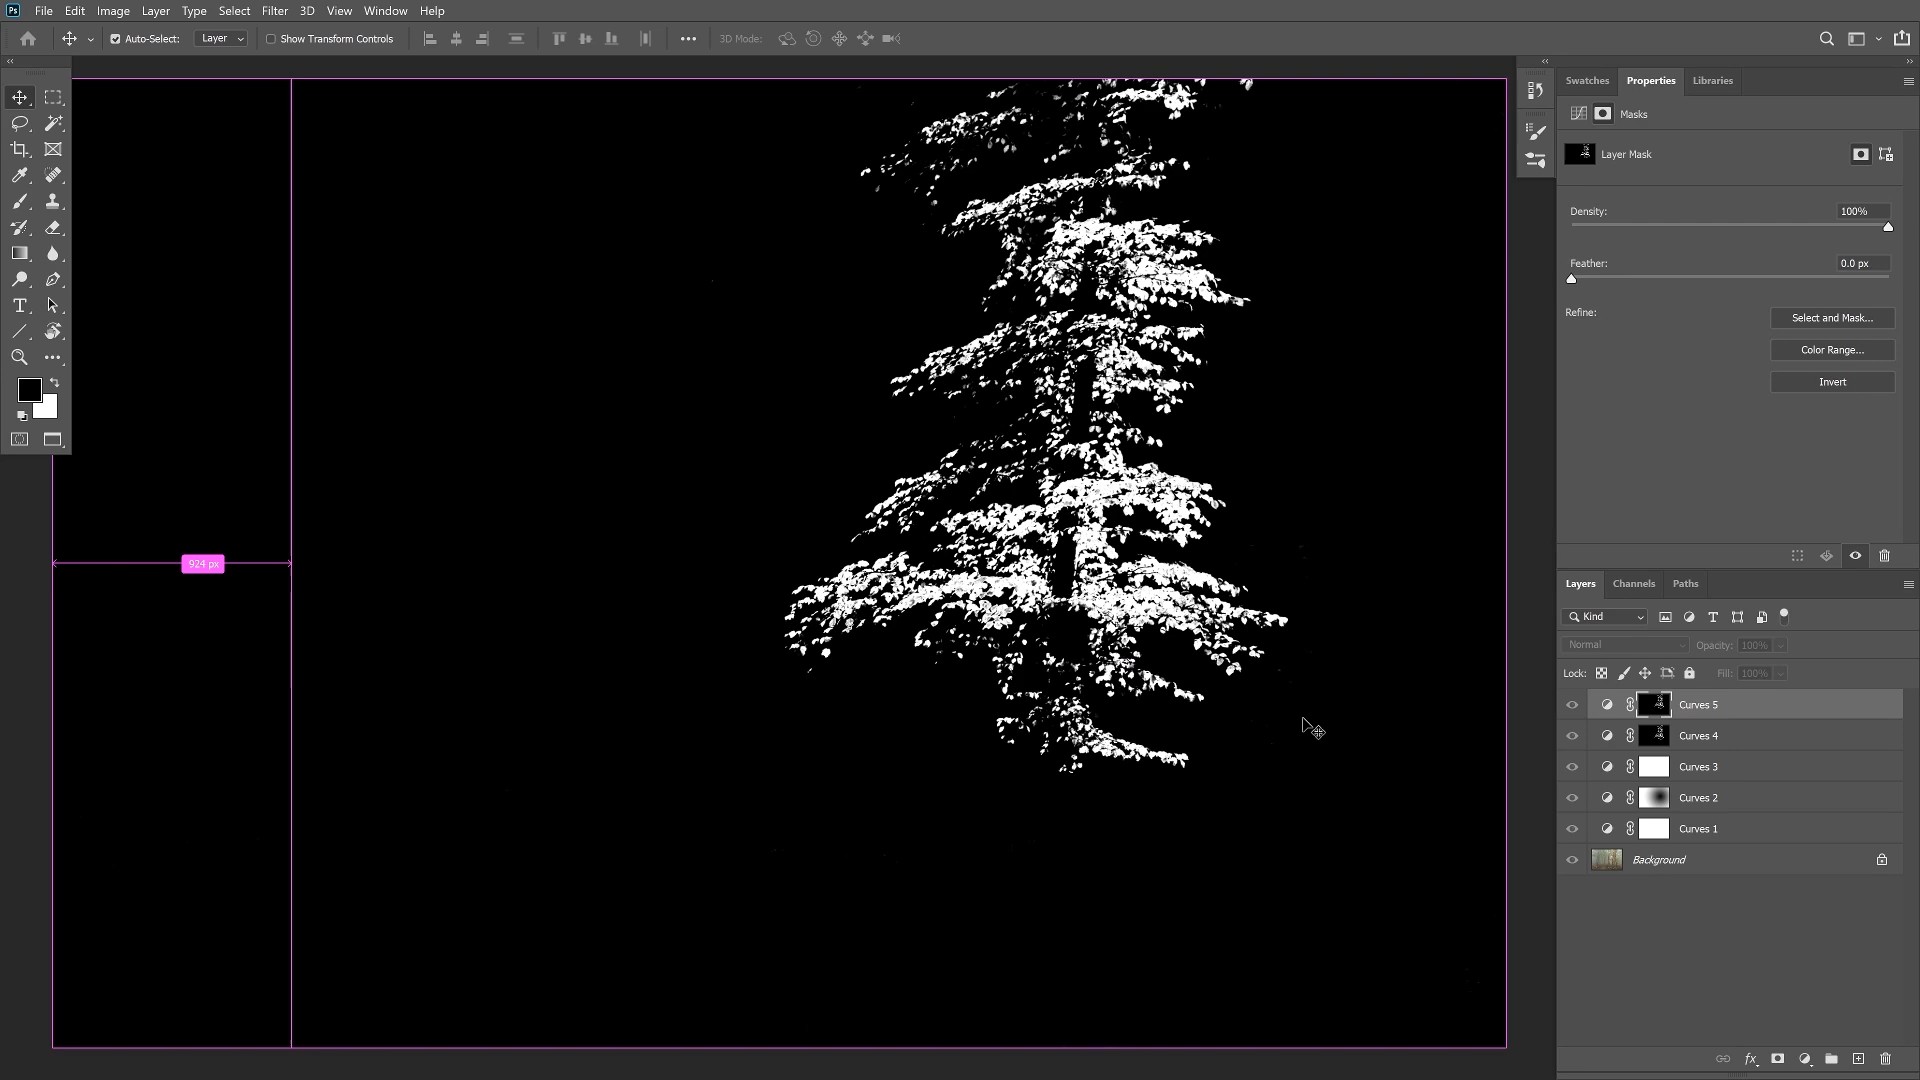 Ps File Edit Image Layer Type Select Filter 3D View Window Help
Auto-Select: Layer Show Transform Controls 3D Mode:
Swatches Properties Libraries
Masks
Layer Mask
Density: 100%
Feather: 0.0 px
Refine: Select and Mask...
Color Range...
Invert
924 px
Layers Channels Paths
Kind
Normal Opacity: 100%
Lock: Fill: 100%
Curves 5
Curves 4
Curves 3
Curves 2
Curves 1
Background
fx